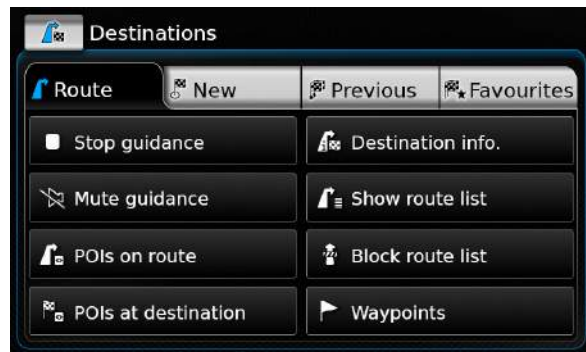 Destinations
Route
New
Previous
Favourites
Stop guidance
Destination info.
Mute guidance
Show route list
POIs on route
Block route list
POIs at destination
Waypoints